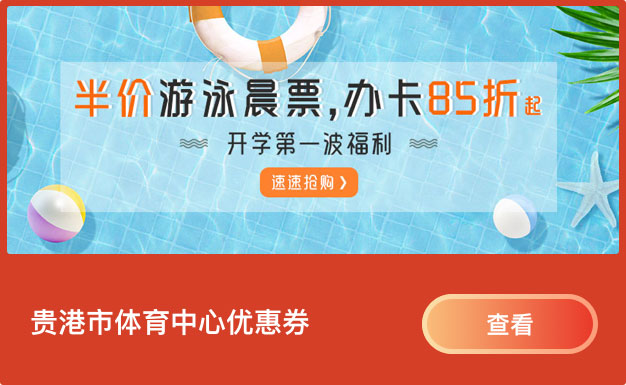 半价游泳晨票,办卡85折起
开学第一波福利
速速抢购 》
贵港市体育中心优惠券
查看